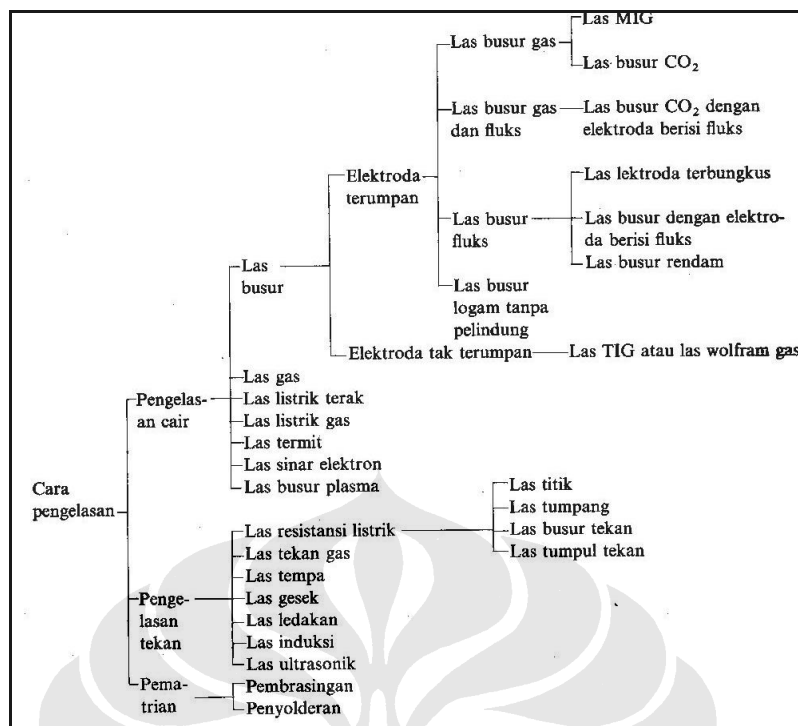 Las MIG
Las busur gas
Las busur CO₂
Las busur gas
dan fluks
Las busur CO₂ dengan
elektroda berisi fluks
Elektroda
terumpan
Las lektroda terbungkus
Las busur
fluks
Las busur dengan elektro-
da berisi fluks
Las busur rendam
Las
busur
Las busur
logam tanpa
pelindung
Elektroda tak terumpan
Las TIG atau las wolfram gas
Las gas
Pengelas-
an cair
Las listrik terak
Las listrik gas
Las termit
Las sinar elektron
Las busur plasma
Cara
pengelasan
Las resistansi listrik
Las titik
Las tumpang
Las busur tekan
Las tumpul tekan
Las tekan gas
Las tempa
Penge-
lasan
tekan
Las gesek
Las ledakan
Las induksi
Las ultrasonik
Pema-
trian
Pembrasingan
Penyolderan